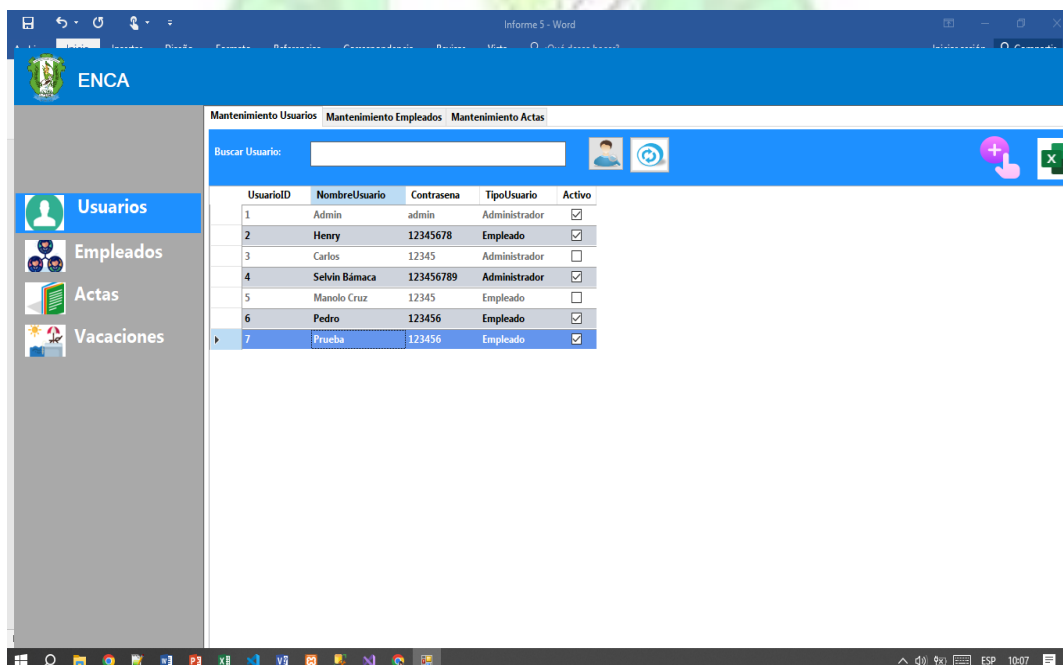 Informe 5 - Word
ENCA
Mantenimiento Usuarios Mantenimiento Empleados Mantenimiento Actas
Buscar Usuario:
Usuarios
Empleados
Actas
Vacaciones
UsuarioID NombreUsuario Contrasena TipoUsuario Activo
1 Admin admin Administrador
2 Henry 12345678 Empleado
3 Carlos 12345 Administrador
4 Selvin Bámaca 123456789 Administrador
5 Manolo Cruz 12345 Empleado
6 Pedro 123456 Empleado
7 Prueba 123456 Empleado
ESP 10:07